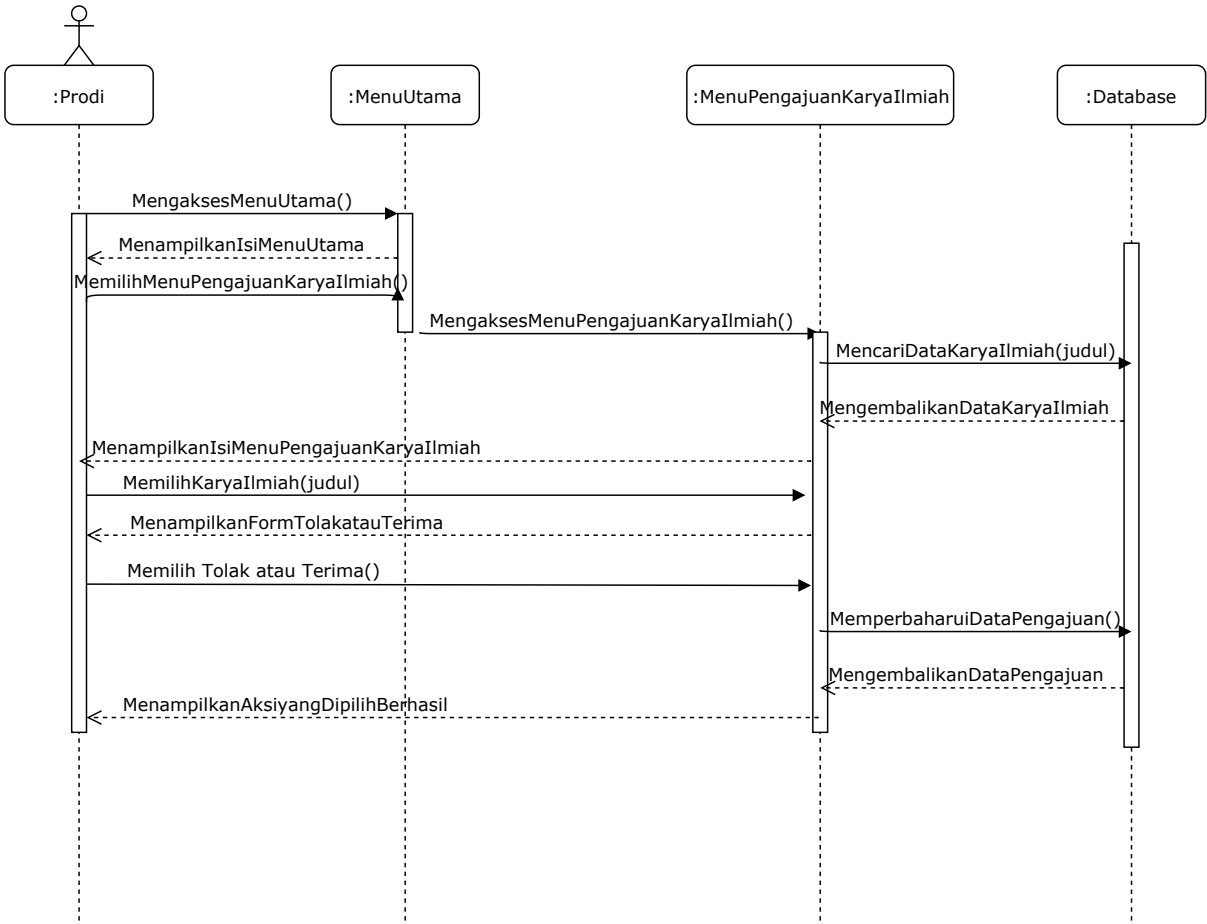 :Prodi
:MenuUtama
:MenuPengajuanKaryaIlmiah
:Database
MengaksesMenuUtama()
MenampilkanIsiMenuUtama
MemilihMenuPengajuanKaryaIlmiah()
MengaksesMenuPengajuanKaryaIlmiah()
MencariDataKaryaIlmiah(judul)
MengembalikanDataKaryaIlmiah
MenampilkanIsiMenuPengajuanKaryaIlmiah
MemilihKaryaIlmiah(judul)
MenampilkanFormTolakatauTerima
Memilih Tolak atau Terima()
MemperbaharuiDataPengajuan()
MengembalikanDataPengajuan
MenampilkanAksiyangDipilihBerhasil